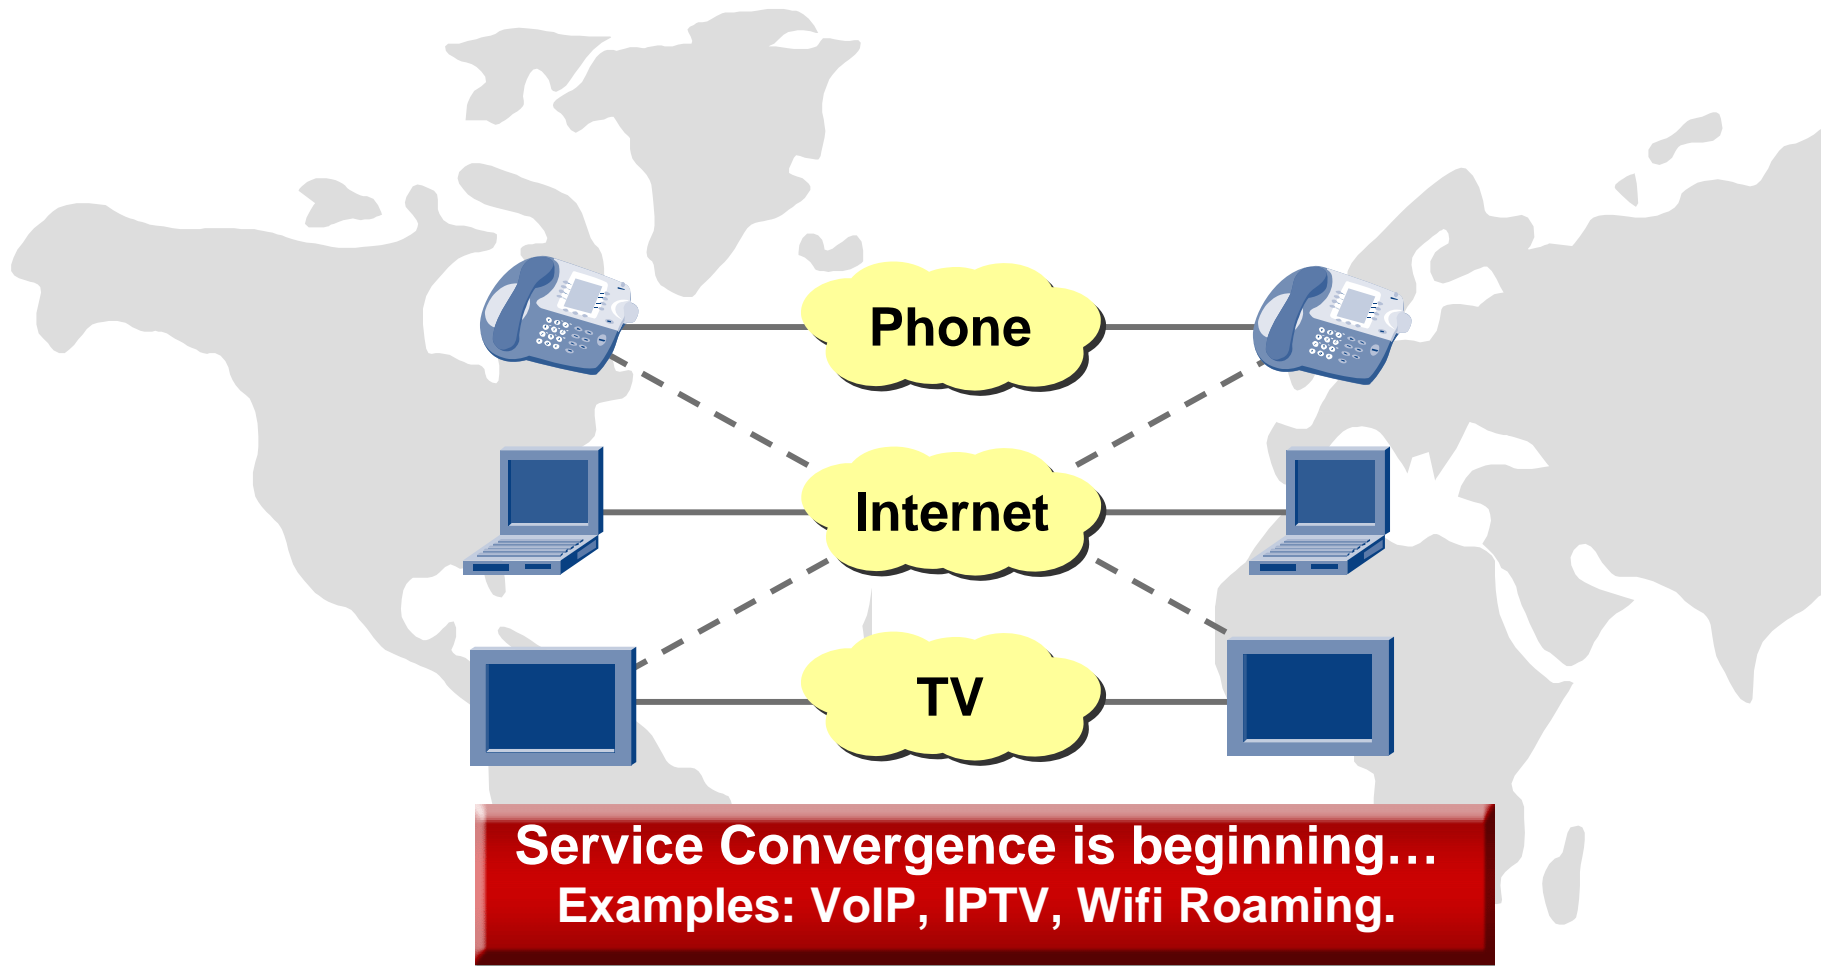 Phone
Internet
TV
Service Convergence is beginning…
Examples: VoIP, IPTV, Wifi Roaming.